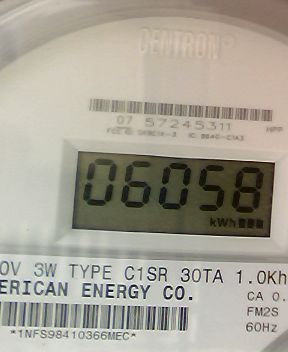 CENTRON®
07 57245311
HPP
06058
kWh
0V 3W TYPE C1SR 30TA 1.0Kh
ERICAN ENERGY CO.
CA 0.
FM2S
60Hz
*1NFS98410366MEC*